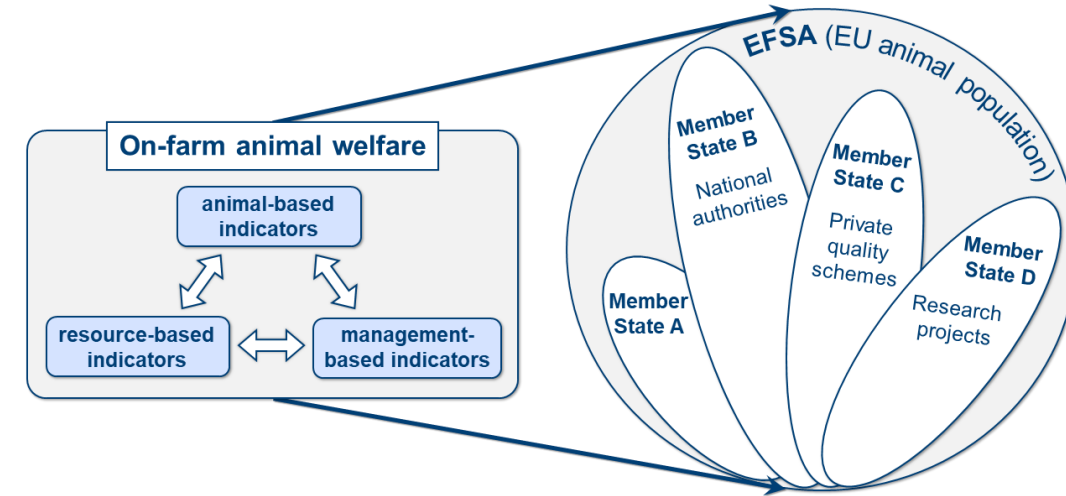 On-farm animal welfare
animal-based
indicators
resource-based
indicators
management-
based indicators
EFSA (EU animal population)
Member
State A
Member
State B
National
authorities
Member
State C
Private
quality
schemes
Member
State D
Research
projects